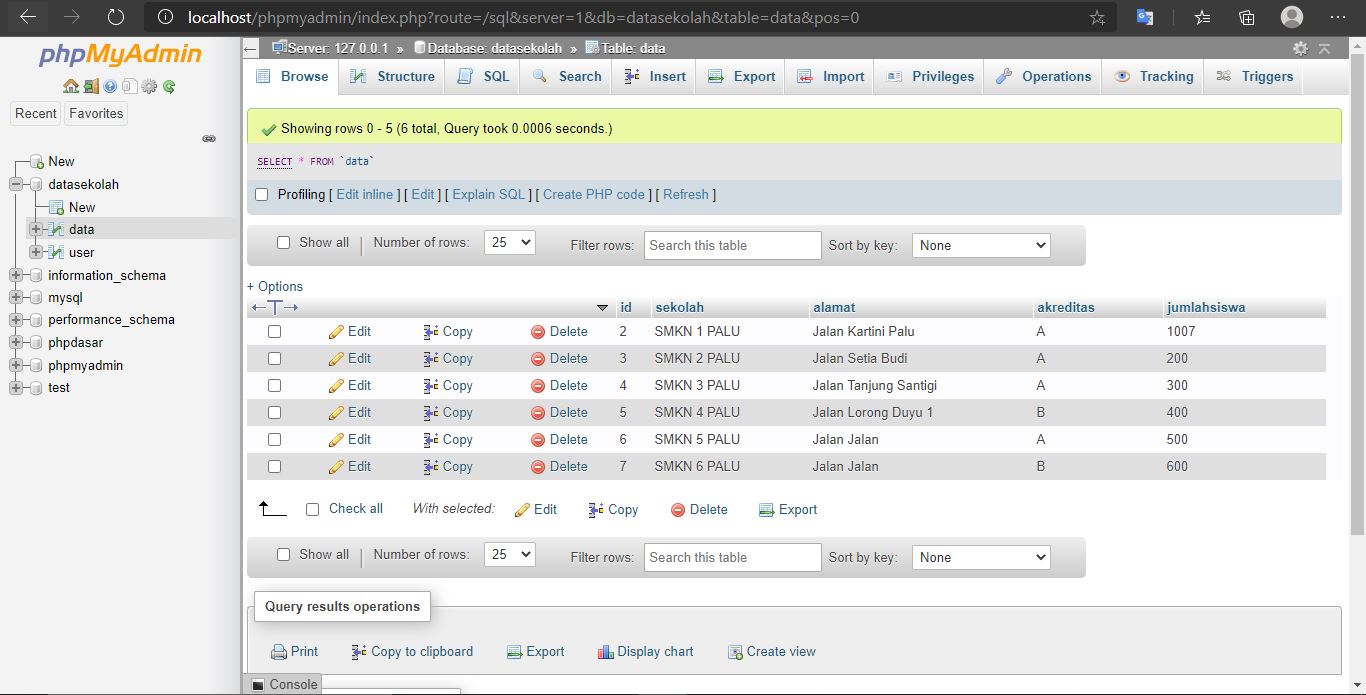 localhost/phpmyadmin/index.php?route=/sql&server=1&db=datasekolah&table=data&pos=0
phpMyAdmin
Recent Favorites
New
datasekolah
New
data
user
information_schema
mysql
performance_schema
phpdasar
phpmyadmin
test
Server: 127.0.0.1 » Database: datasekolah » Table: data
Browse Structure SQL Search Insert Export Import Privileges Operations Tracking Triggers
Showing rows 0 - 5 (6 total, Query took 0.0006 seconds.)
SELECT * FROM `data`
Profiling [ Edit inline ] [ Edit ] [ Explain SQL ] [ Create PHP code ] [ Refresh ]
Show all Number of rows: 25 Filter rows: Search this table Sort by key: None
+ Options
←T→ id sekolah alamat akreditas jumlahsiswa
Edit Copy Delete 2 SMKN 1 PALU Jalan Kartini Palu A 1007
Edit Copy Delete 3 SMKN 2 PALU Jalan Setia Budi A 200
Edit Copy Delete 4 SMKN 3 PALU Jalan Tanjung Santigi A 300
Edit Copy Delete 5 SMKN 4 PALU Jalan Lorong Duyu 1 B 400
Edit Copy Delete 6 SMKN 5 PALU Jalan Jalan A 500
Edit Copy Delete 7 SMKN 6 PALU Jalan Jalan B 600
Check all With selected: Edit Copy Delete Export
Show all Number of rows: 25 Filter rows: Search this table Sort by key: None
Query results operations
Print Copy to clipboard Export Display chart Create view
Console